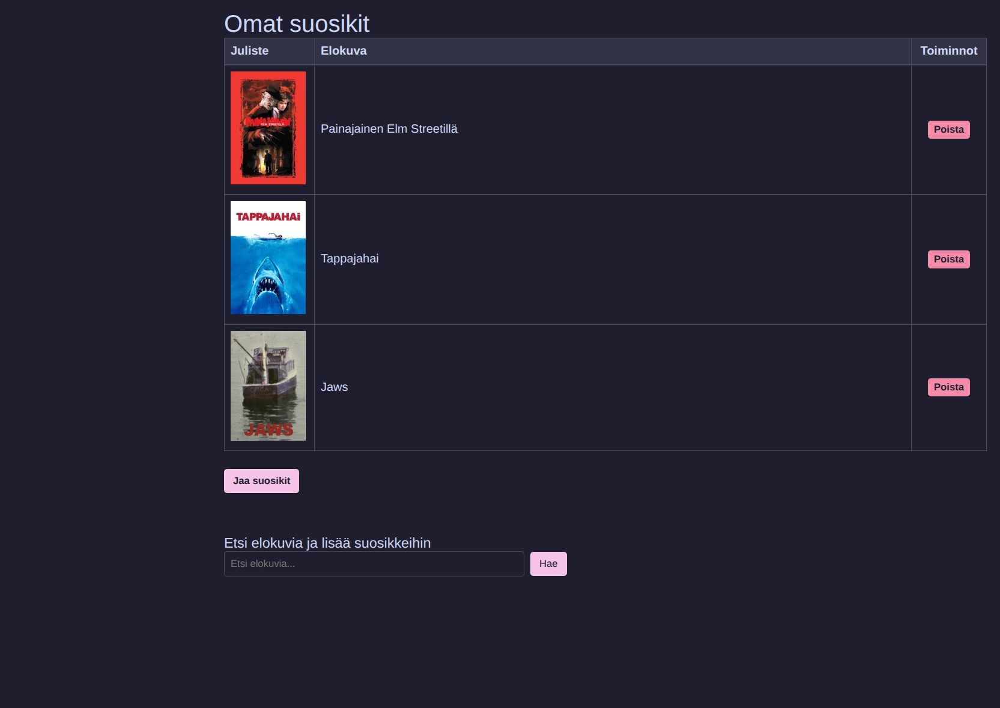 Omat suosikit
Juliste Elokuva Toiminnot
PAINAJAINEN
ELM STREETILLÄ
Painajainen Elm Streetillä Poista
TAPPAJAHAi
Tappajahai Poista
JAWS
Jaws Poista
Jaa suosikit
Etsi elokuvia ja lisää suosikkeihin
Etsi elokuvia... Hae